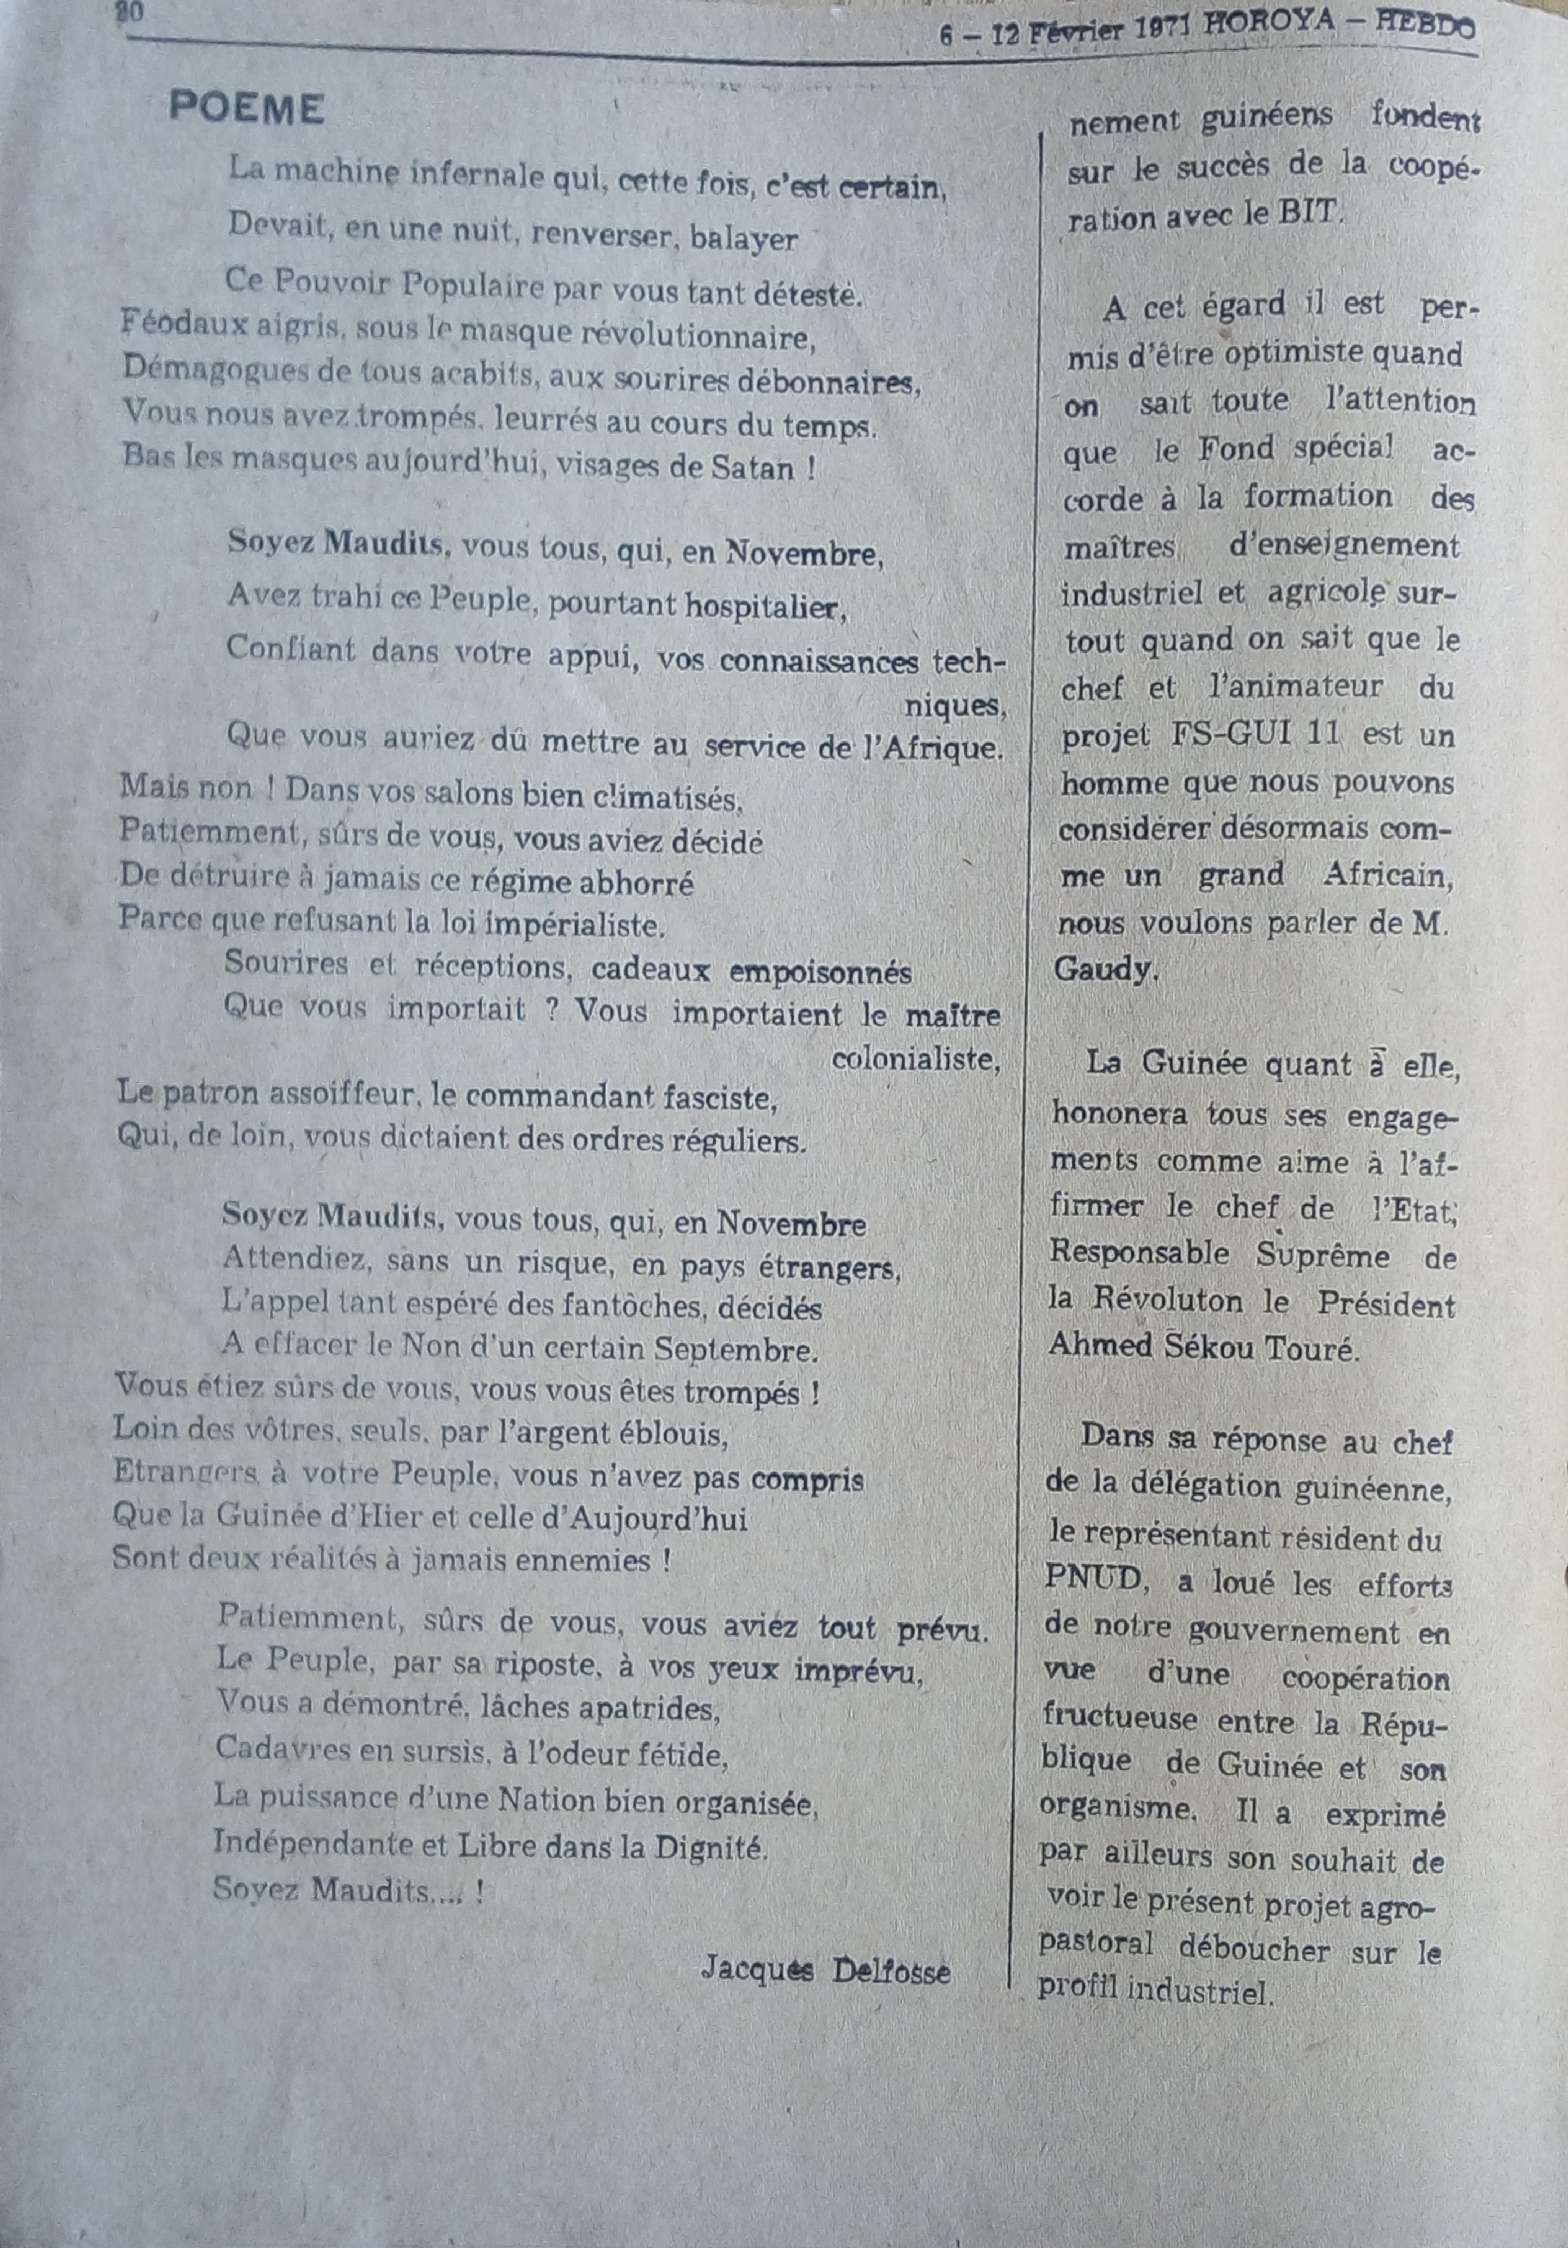 20
6 — 12 Février 1971 HOROYA — HEBDO
POEME
La machine infernale qui, cette fois, c'est certain,
Devait, en une nuit, renverser, balayer
Ce Pouvoir Populaire par vous tant détesté.
Féodaux aigris, sous le masque révolutionnaire,
Démagogues de tous acabits, aux sourires débonnaires,
Vous nous avez trompés, leurrés au cours du temps.
Bas les masques aujourd'hui, visages de Satan !
Soyez Maudits, vous tous, qui, en Novembre,
Avez trahi ce Peuple, pourtant hospitalier,
Confiant dans votre appui, vos connaissances tech-
niques,
Que vous auriez dû mettre au service de l'Afrique.
Mais non ! Dans vos salons bien climatisés,
Patiemment, sûrs de vous, vous aviez décidé
De détruire à jamais ce régime abhorré
Parce que refusant la loi impérialiste.
Sourires et réceptions, cadeaux empoisonnés
Que vous importait ? Vous importaient le maître
colonialiste,
Le patron assoiffeur, le commandant fasciste,
Qui, de loin, vous dictaient des ordres réguliers.
Soyez Maudits, vous tous, qui, en Novembre
Attendiez, sans un risque, en pays étrangers,
L'appel tant espéré des fantôches, décidés
A effacer le Non d'un certain Septembre.
Vous étiez sûrs de vous, vous vous êtes trompés !
Loin des vôtres, seuls, par l'argent éblouis,
Etrangers à votre Peuple, vous n'avez pas compris
Que la Guinée d'Hier et celle d'Aujourd'hui
Sont deux réalités à jamais ennemies !
Patiemment, sûrs de vous, vous aviez tout prévu.
Le Peuple, par sa riposte, à vos yeux imprévu,
Vous a démontré, lâches apatrides,
Cadavres en sursis, à l'odeur fétide,
La puissance d'une Nation bien organisée,
Indépendante et Libre dans la Dignité.
Soyez Maudits.... !
Jacques Delfosse
nement guinéens fondent
sur le succès de la coopé-
ration avec le BIT.
A cet égard il est per-
mis d'être optimiste quand
on sait toute l'attention
que le Fond spécial ac-
corde à la formation des
maîtres d'enseignement
industriel et agricole sur-
tout quand on sait que le
chef et l'animateur du
projet FS-GUI 11 est un
homme que nous pouvons
considérer désormais com-
me un grand Africain,
nous voulons parler de M.
Gaudy.
La Guinée quant à elle,
hononera tous ses engage-
ments comme aime à l'af-
firmer le chef de l'Etat,
Responsable Suprême de
la Révoluton le Président
Ahmed Sékou Touré.
Dans sa réponse au chef
de la délégation guinéenne,
le représentant résident du
PNUD, a loué les efforts
de notre gouvernement en
vue d'une coopération
fructueuse entre la Répu-
blique de Guinée et son
organisme. Il a exprimé
par ailleurs son souhait de
voir le présent projet agro-
pastoral déboucher sur le
profil industriel.